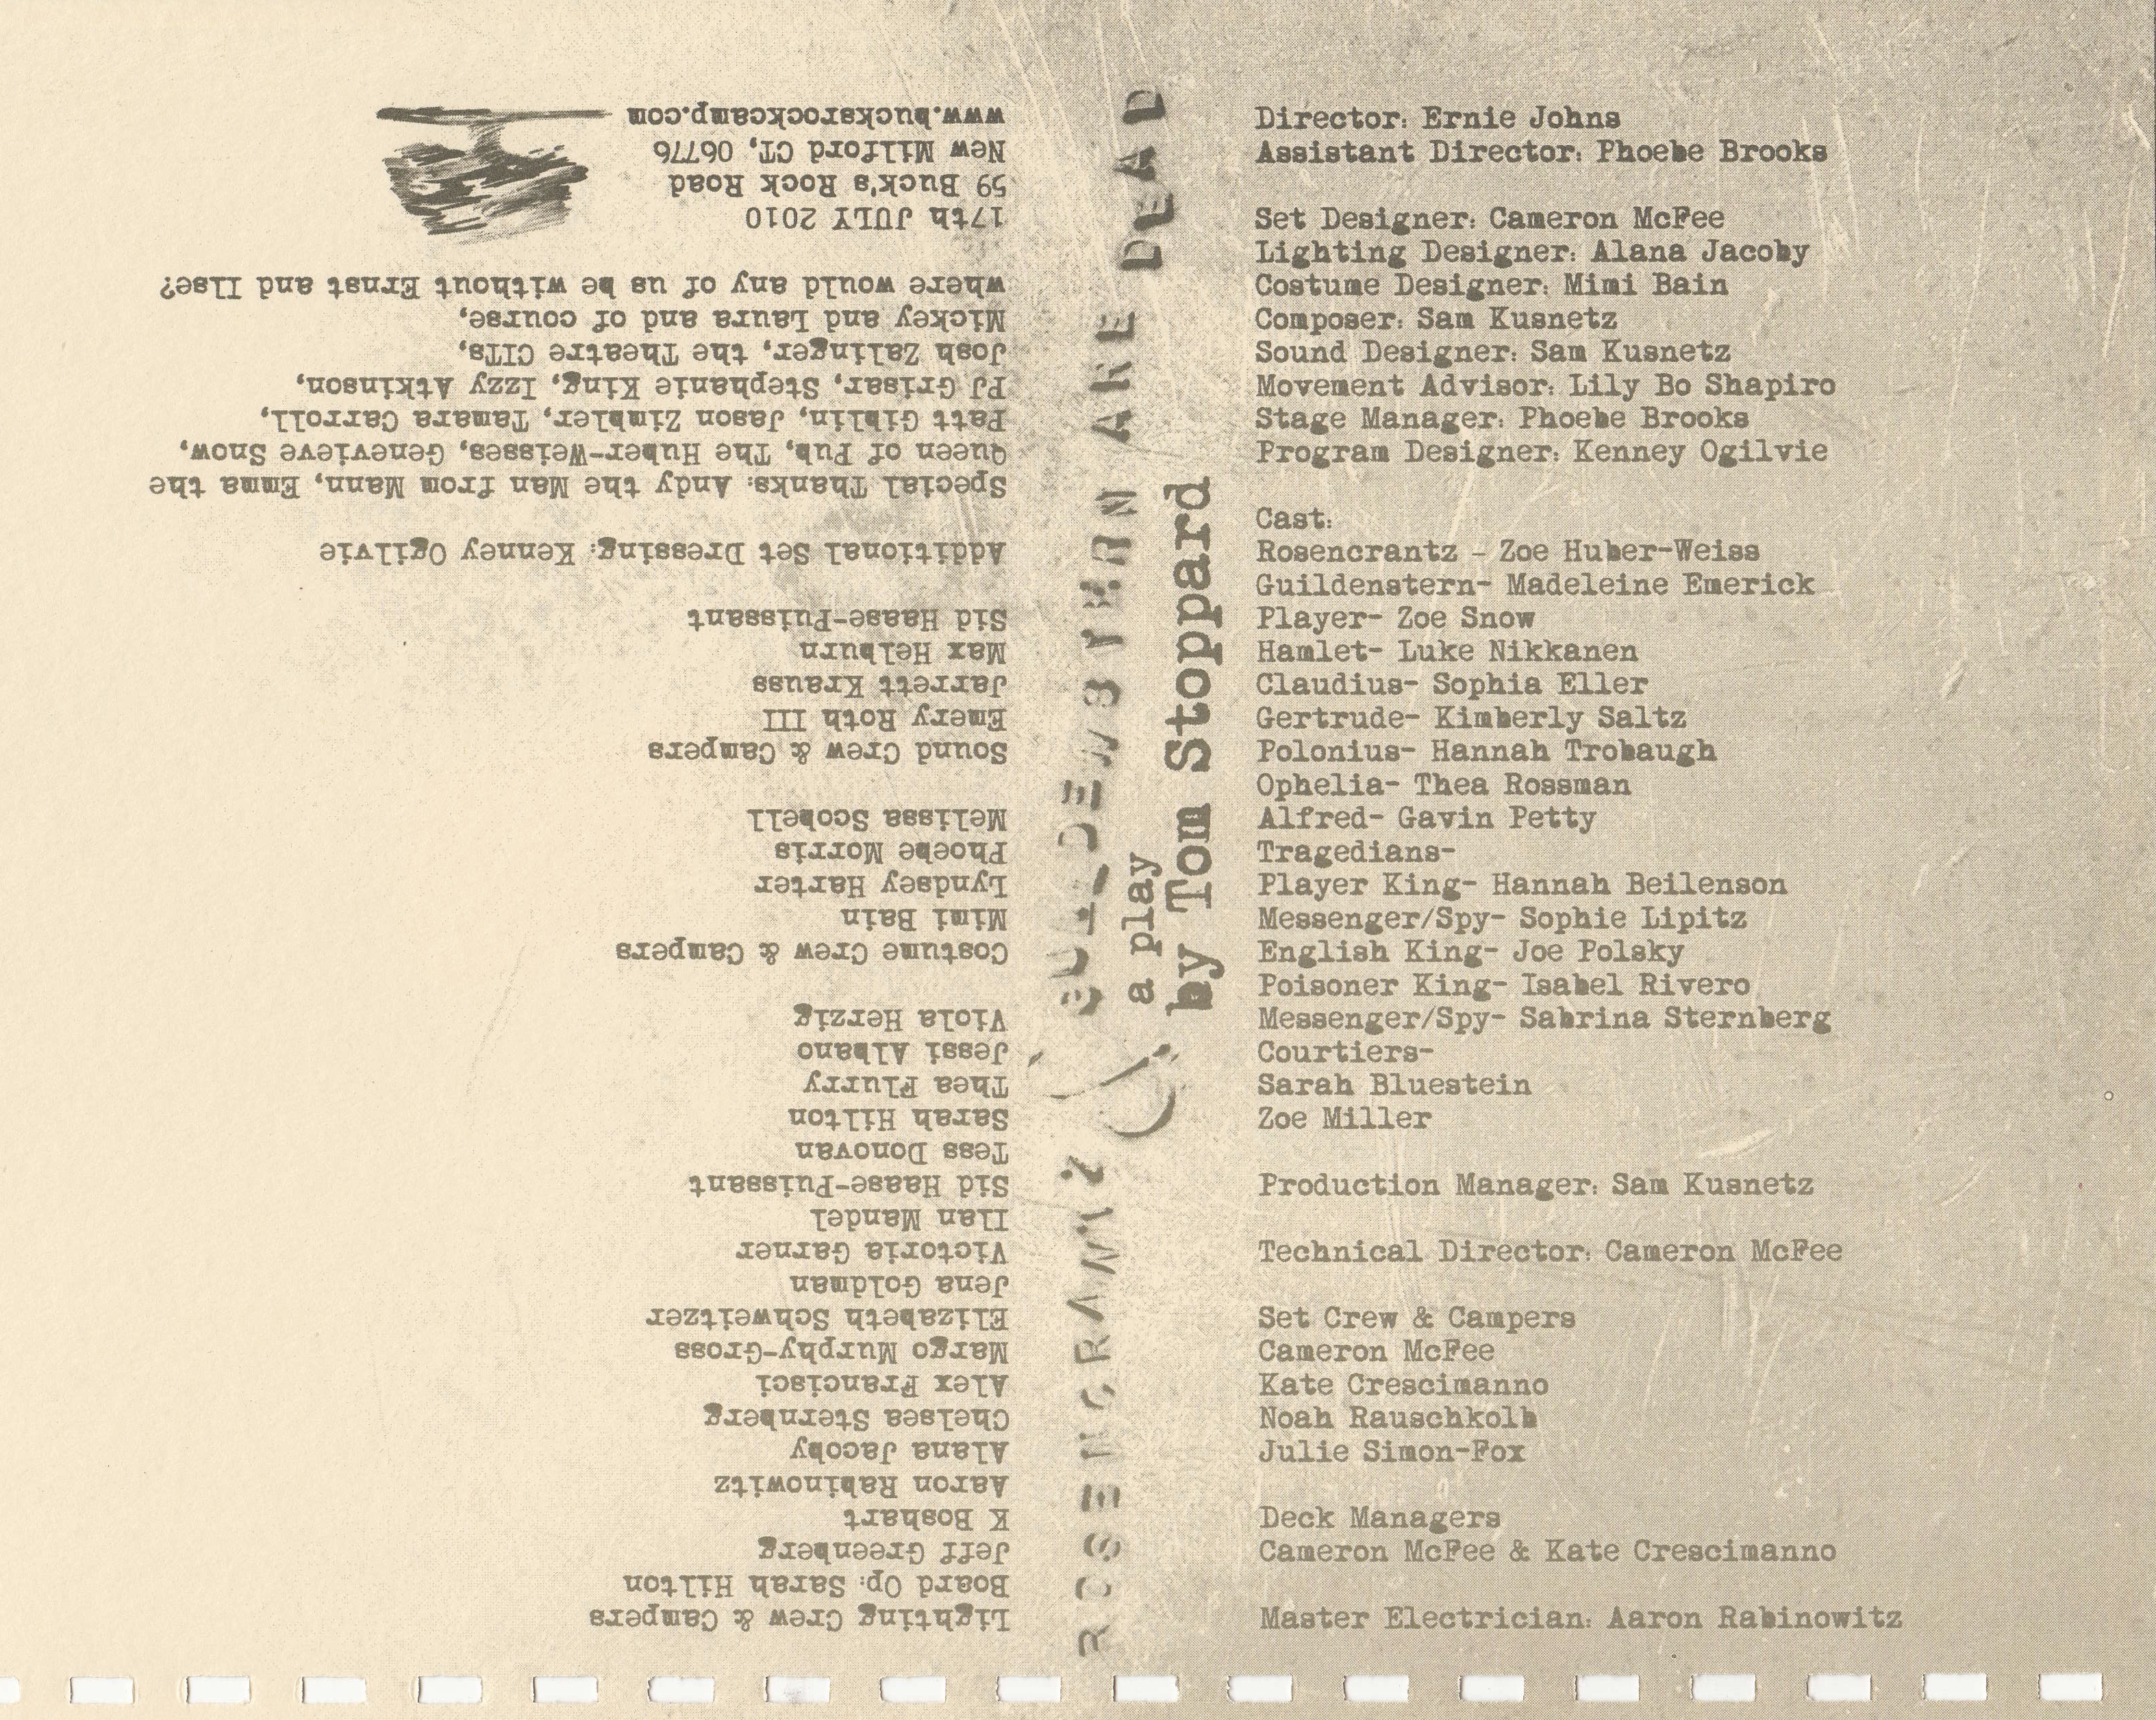 Director: Ernie Johns
Assistant Director: Phoebe Brooks
Set Designer: Cameron McFee
Lighting Designer: Alana Jacoby
Costume Designer: Mimi Bain
Composer: Sam Kusnetz
Sound Designer: Sam Kusnetz
Movement Advisor: Lily Bo Shapiro
Stage Manager: Phoebe Brooks
Program Designer: Kenney Ogilvie
Cast:
Rosencrantz - Zoe Huber-Weiss
Guildenstern- Madeleine Emerick
Player- Zoe Snow
Hamlet- Luke Nikkanen
Claudius- Sophia Eller
Gertrude- Kimberly Saltz
Polonius- Hannah Trobaugh
Ophelia- Thea Rossman
Alfred- Gavin Petty
Tragedians-
Player King- Hannah Beilenson
Messenger/Spy- Sophie Lipitz
English King- Joe Polsky
Poisoner King- Isabel Rivero
Messenger/Spy- Sabrina Sternberg
Courtiers-
Sarah Bluestein
Zoe Miller
Production Manager: Sam Kusnetz
Technical Director: Cameron McFee
Set Crew & Campers
Cameron McFee
Kate Crescimanno
Noah Rauschkolb
Julie Simon-Fox
Deck Managers
Cameron McFee & Kate Crescimanno
Master Electrician: Aaron Rabinowitz
ROSENCRANTZ & GUILDENSTERN ARE DEAD
a play
by Tom Stoppard
Lighting Crew & Campers
Board Op: Sarah Hilton
Jeff Greenberg
K Boshart
Aaron Rabinowitz
Alana Jacoby
Chelsea Sternberg
Alex Francisci
Margo Murphy-Gross
Elizabeth Schweitzer
Jena Goldman
Victoria Garner
Ilan Mandel
Sid Haase-Puissant
Tess Donovan
Sarah Hilton
Thea Flurry
Jessi Albano
Viola Herzig
Costume Crew & Campers
Mimi Bain
Lyndsey Harter
Phoebe Morris
Melissa Scobell
Sound Crew & Campers
Emery Roth III
Jarrett Krauss
Max Helburn
Sid Haase-Puissant
Additional Set Dressing: Kenney Ogilvie
Special Thanks: Andy the Man from Mann, Emma the
Queen of Pub, The Huber-Weisses, Genevieve Snow,
Patt Giblin, Jason Zimbler, Tamara Carroll,
PJ Grisar, Stephanie King, Izzy Atkinson,
Josh Zalinger, the Theatre CITs,
Mickey and Laura and of course,
where would any of us be without Ernst and Ilse?
17th JULY 2010
59 Buck's Rock Road
New Milford CT, 06776
www.bucksrockcamp.com